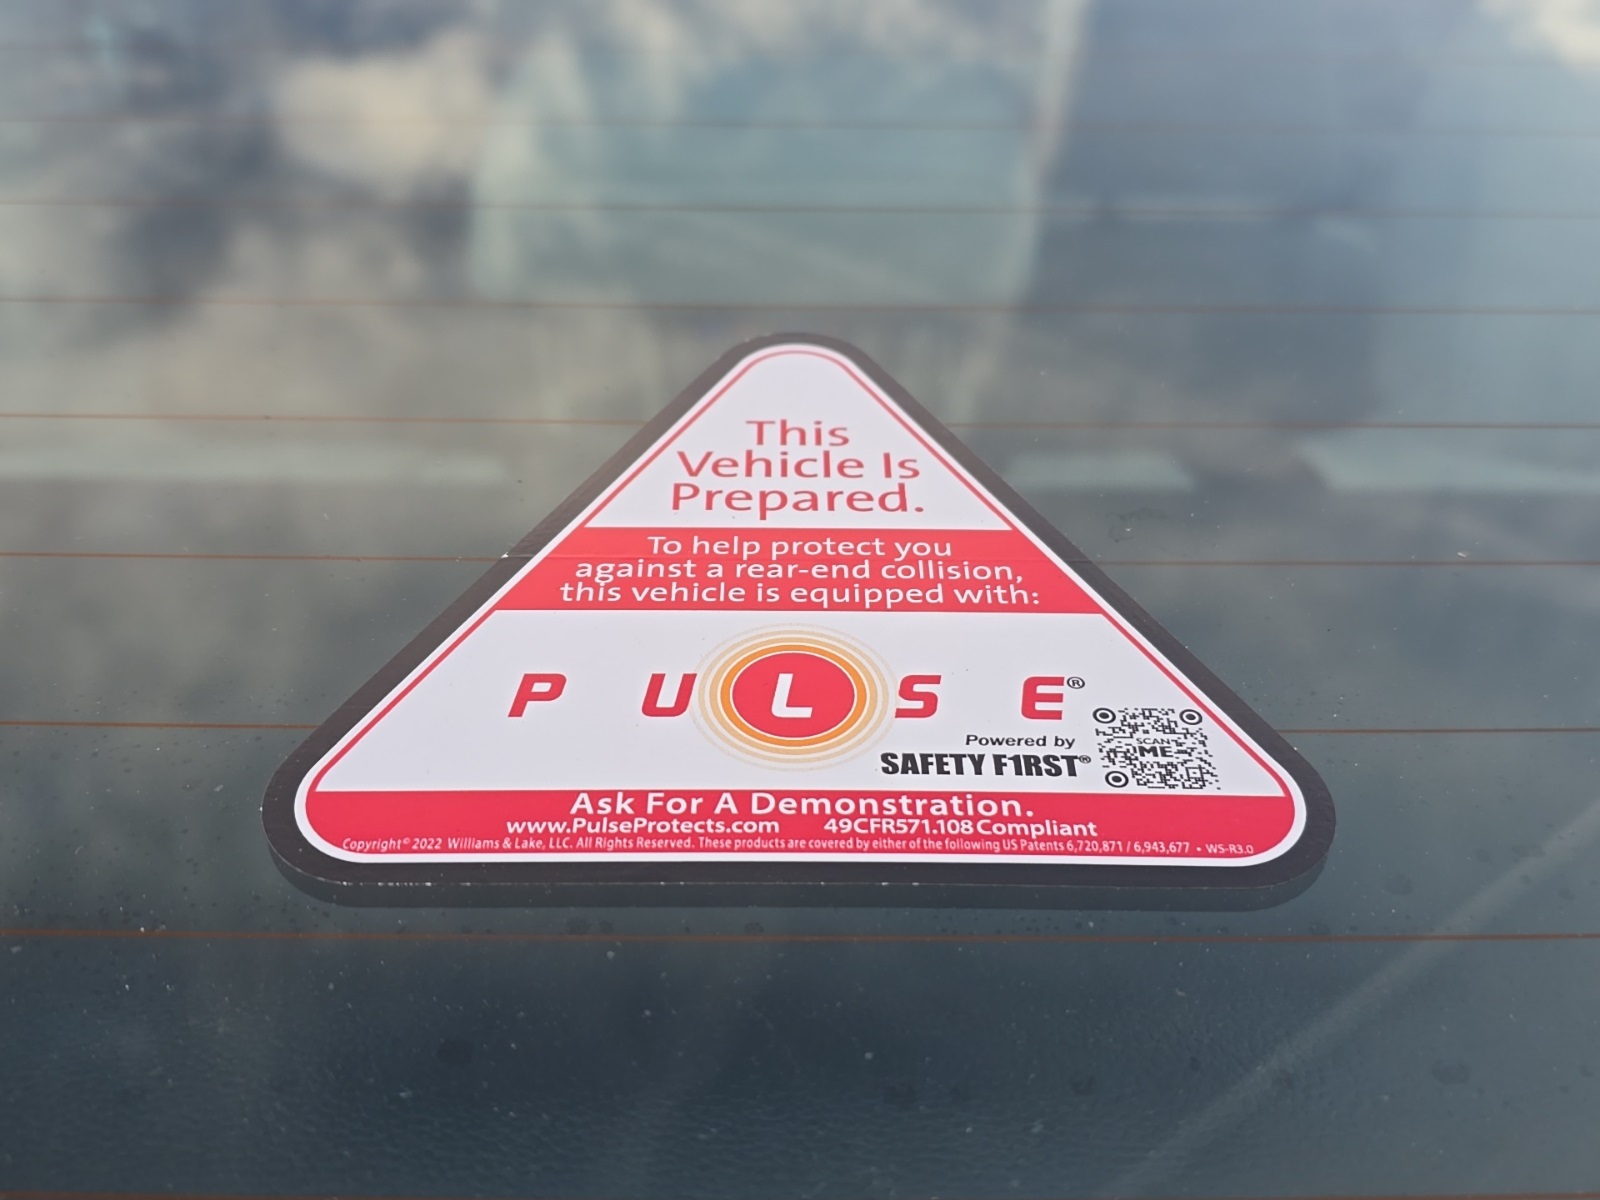 This
Vehicle Is
Prepared.
To help protect you
against a rear-end collision,
this vehicle is equipped with:
PULSE®
Powered by
SAFETY F1RST®
SCAN
ME
Ask For A Demonstration.
www.PulseProtects.com 49CFR571.108 Compliant
Copyright© 2022 Williams & Lake, LLC. All Rights Reserved. These products are covered by either of the following US Patents 6,720,871 / 6,943,677 • WS-R3.0